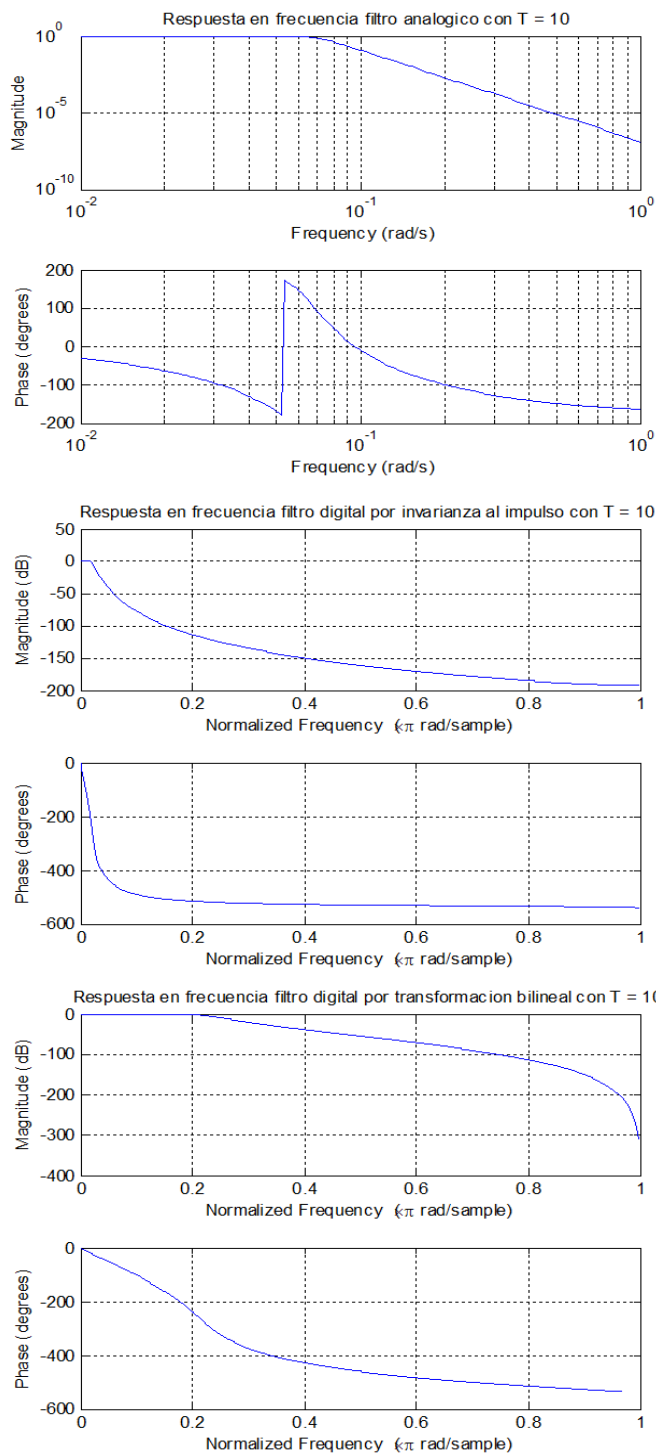 Respuesta en frecuencia filtro analogico con T = 10
10^0
10^-5
10^-10
Magnitude
10^-2 10^-1 10^0
Frequency (rad/s)
200
100
0
-100
-200
Phase (degrees)
10^-2 10^-1 10^0
Frequency (rad/s)
Respuesta en frecuencia filtro digital por invarianza al impulso con T = 10
50
0
-50
-100
-150
-200
Magnitude (dB)
0 0.2 0.4 0.6 0.8 1
Normalized Frequency (×π rad/sample)
0
-200
-400
-600
Phase (degrees)
0 0.2 0.4 0.6 0.8 1
Normalized Frequency (×π rad/sample)
Respuesta en frecuencia filtro digital por transformacion bilineal con T = 10
0
-100
-200
-300
-400
Magnitude (dB)
0 0.2 0.4 0.6 0.8 1
Normalized Frequency (×π rad/sample)
0
-200
-400
-600
Phase (degrees)
0 0.2 0.4 0.6 0.8 1
Normalized Frequency (×π rad/sample)